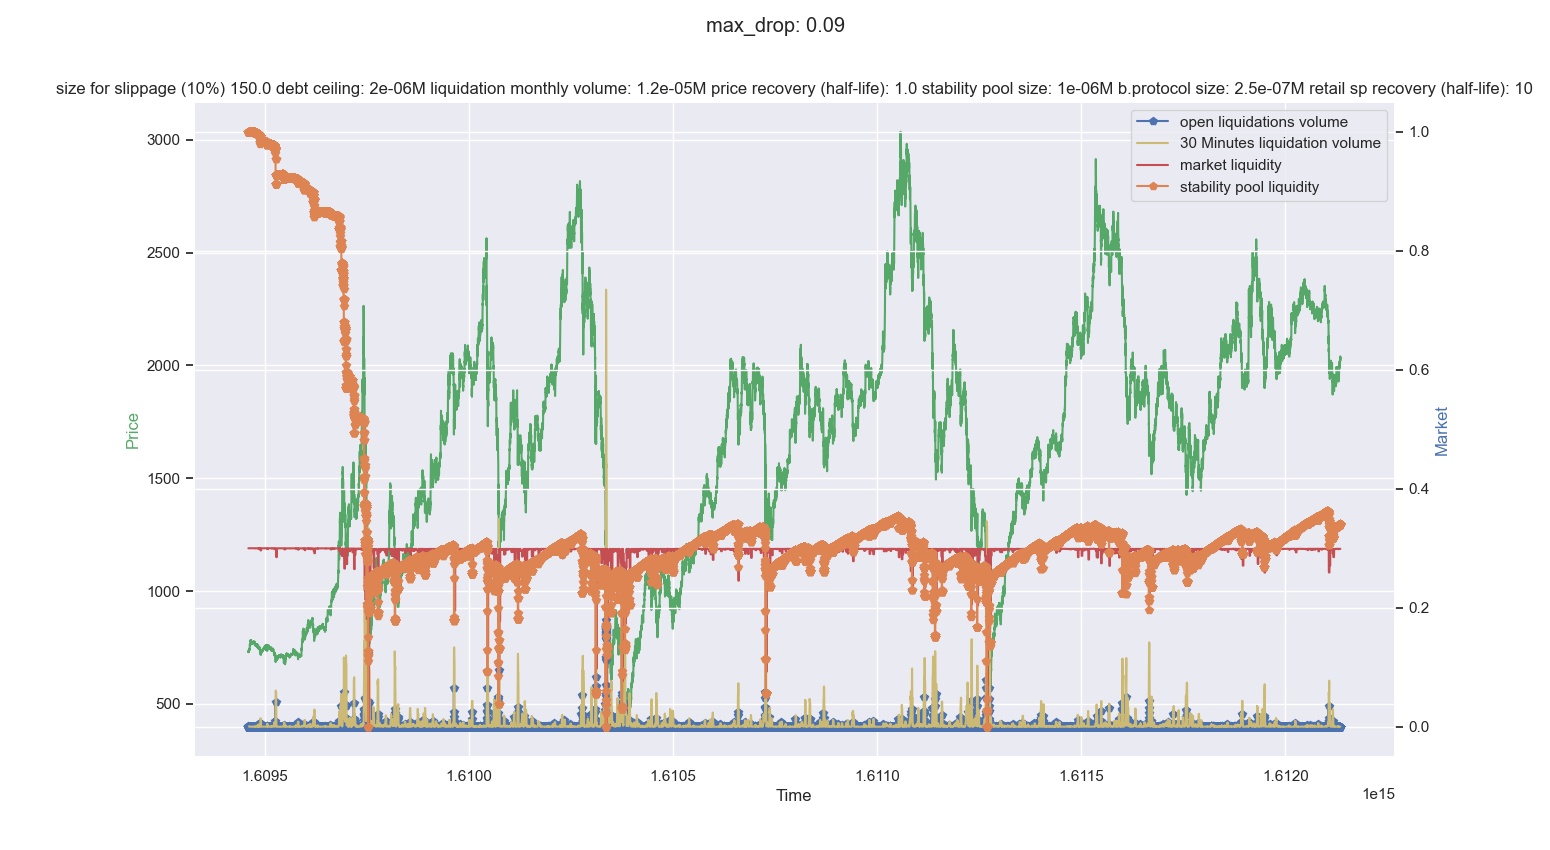 max_drop: 0.09
size for slippage (10%) 150.0 debt ceiling: 2e-06M liquidation monthly volume: 1.2e-05M price recovery (half-life): 1.0 stability pool size: 1e-06M b.protocol size: 2.5e-07M retail sp recovery (half-life): 10
open liquidations volume
30 Minutes liquidation volume
market liquidity
stability pool liquidity
3000
2500
2000
1500
1000
500
Price
1.0
0.8
0.6
0.4
0.2
0.0
Market
1.6095 1.6100 1.6105 1.6110 1.6115 1.6120
Time
1e15